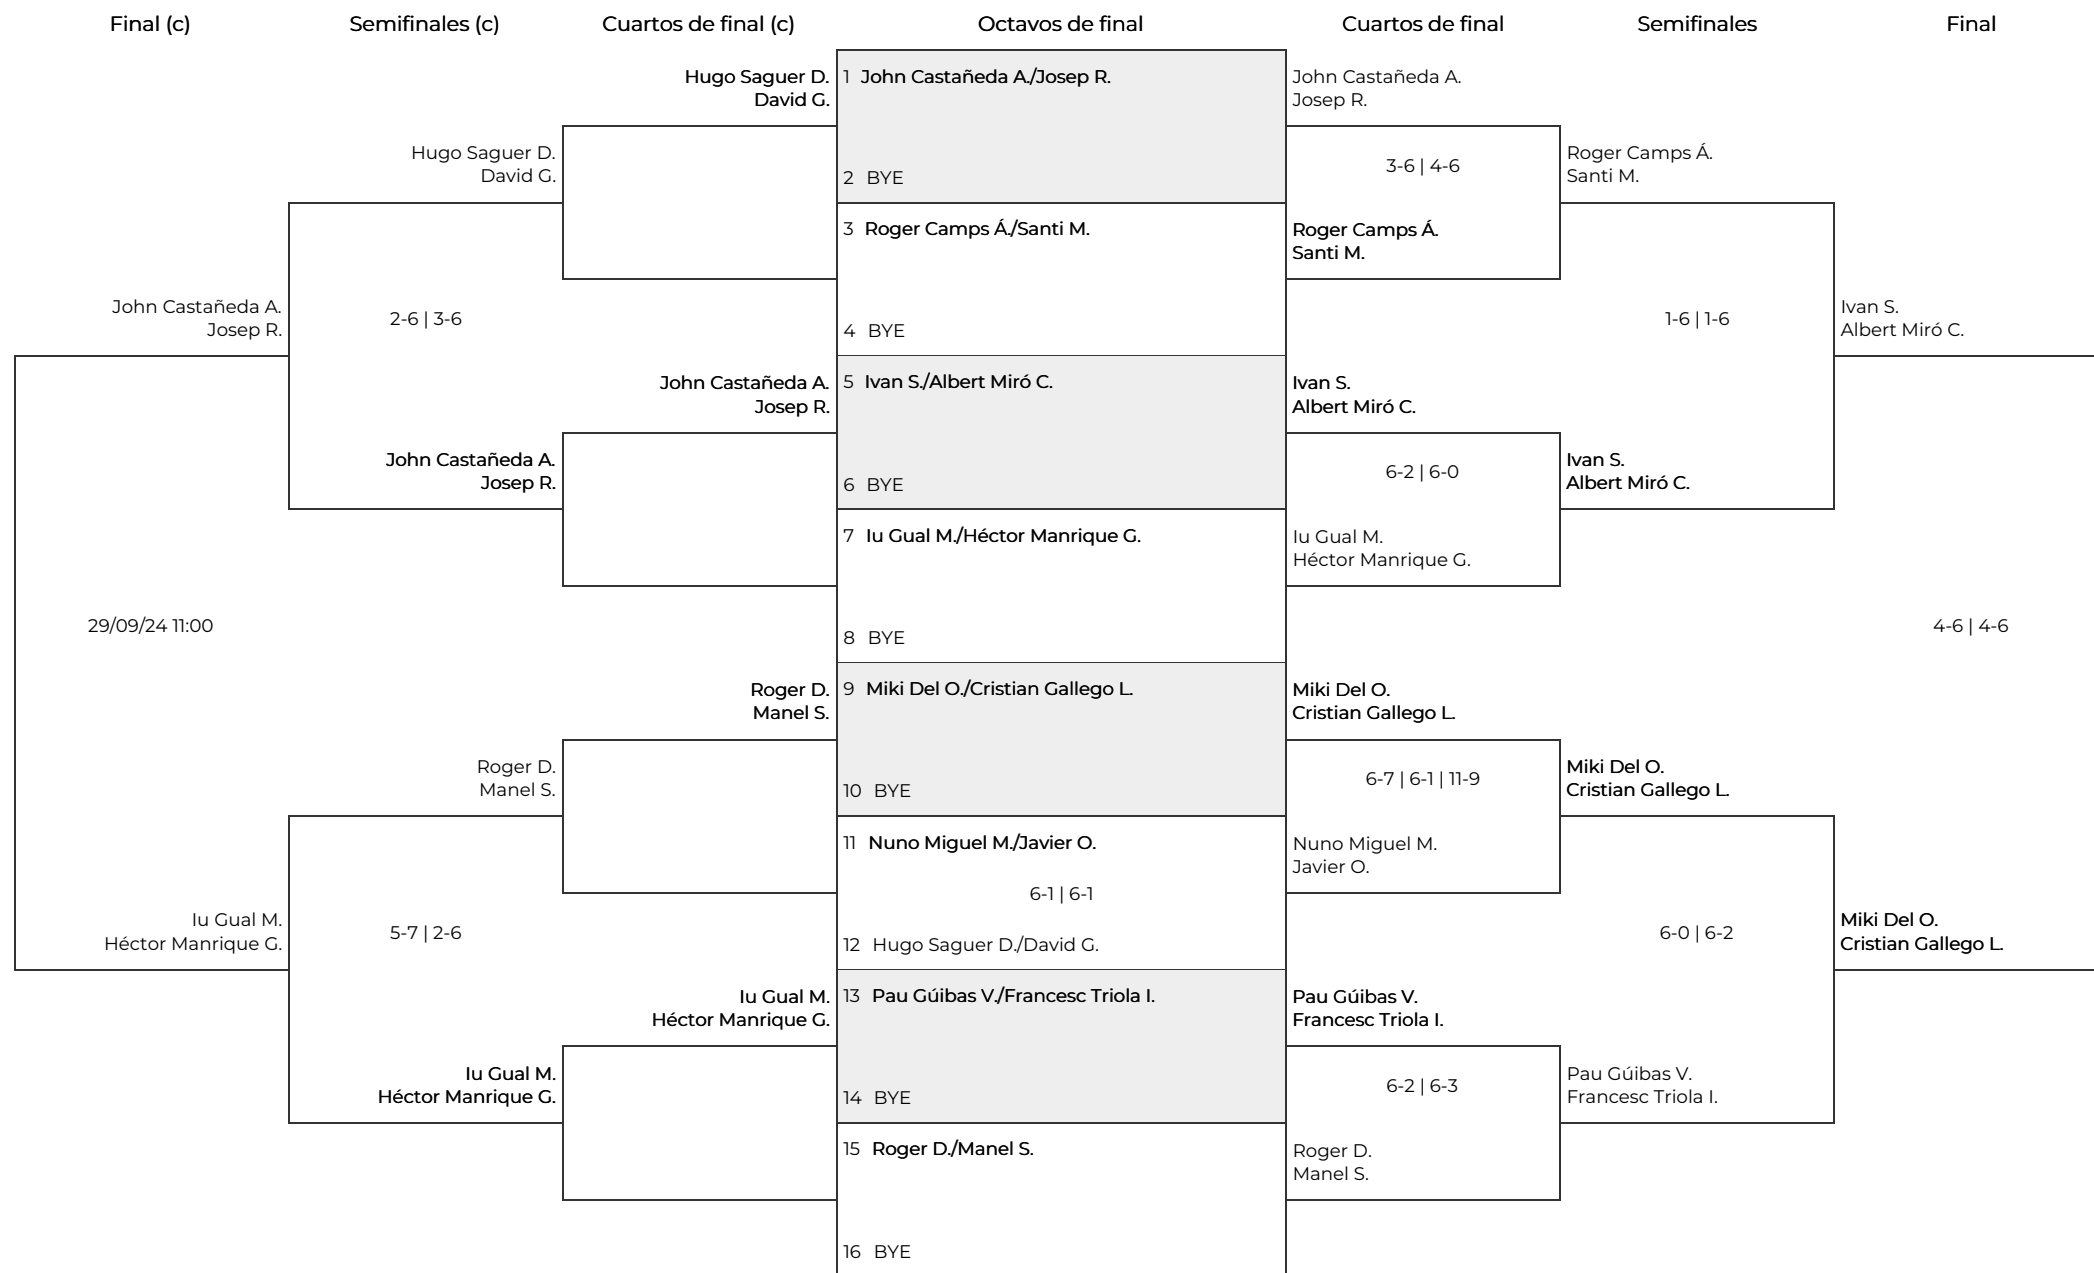 Final (c)
Semifinales (c)
Cuartos de final (c)
Octavos de final
Cuartos de final
Semifinales
Final
Hugo Saguer D.
David G.
1 John Castañeda A./Josep R.
John Castañeda A.
Josep R.
Hugo Saguer D.
David G.
2 BYE
3-6 | 4-6
Roger Camps Á.
Santi M.
3 Roger Camps Á./Santi M.
Roger Camps Á.
Santi M.
John Castañeda A.
Josep R.
2-6 | 3-6
4 BYE
1-6 | 1-6
Ivan S.
Albert Miró C.
John Castañeda A.
Josep R.
5 Ivan S./Albert Miró C.
Ivan S.
Albert Miró C.
John Castañeda A.
Josep R.
6 BYE
6-2 | 6-0
Ivan S.
Albert Miró C.
7 Iu Gual M./Héctor Manrique G.
Iu Gual M.
Héctor Manrique G.
29/09/24 11:00
8 BYE
4-6 | 4-6
Roger D.
Manel S.
9 Miki Del O./Cristian Gallego L.
Miki Del O.
Cristian Gallego L.
Roger D.
Manel S.
10 BYE
6-7 | 6-1 | 11-9
Miki Del O.
Cristian Gallego L.
11 Nuno Miguel M./Javier O.
Nuno Miguel M.
Javier O.
6-1 | 6-1
Iu Gual M.
Héctor Manrique G.
5-7 | 2-6
12 Hugo Saguer D./David G.
6-0 | 6-2
Miki Del O.
Cristian Gallego L.
Iu Gual M.
Héctor Manrique G.
13 Pau Gúibas V./Francesc Triola I.
Pau Gúibas V.
Francesc Triola I.
Iu Gual M.
Héctor Manrique G.
14 BYE
6-2 | 6-3
Pau Gúibas V.
Francesc Triola I.
15 Roger D./Manel S.
Roger D.
Manel S.
16 BYE